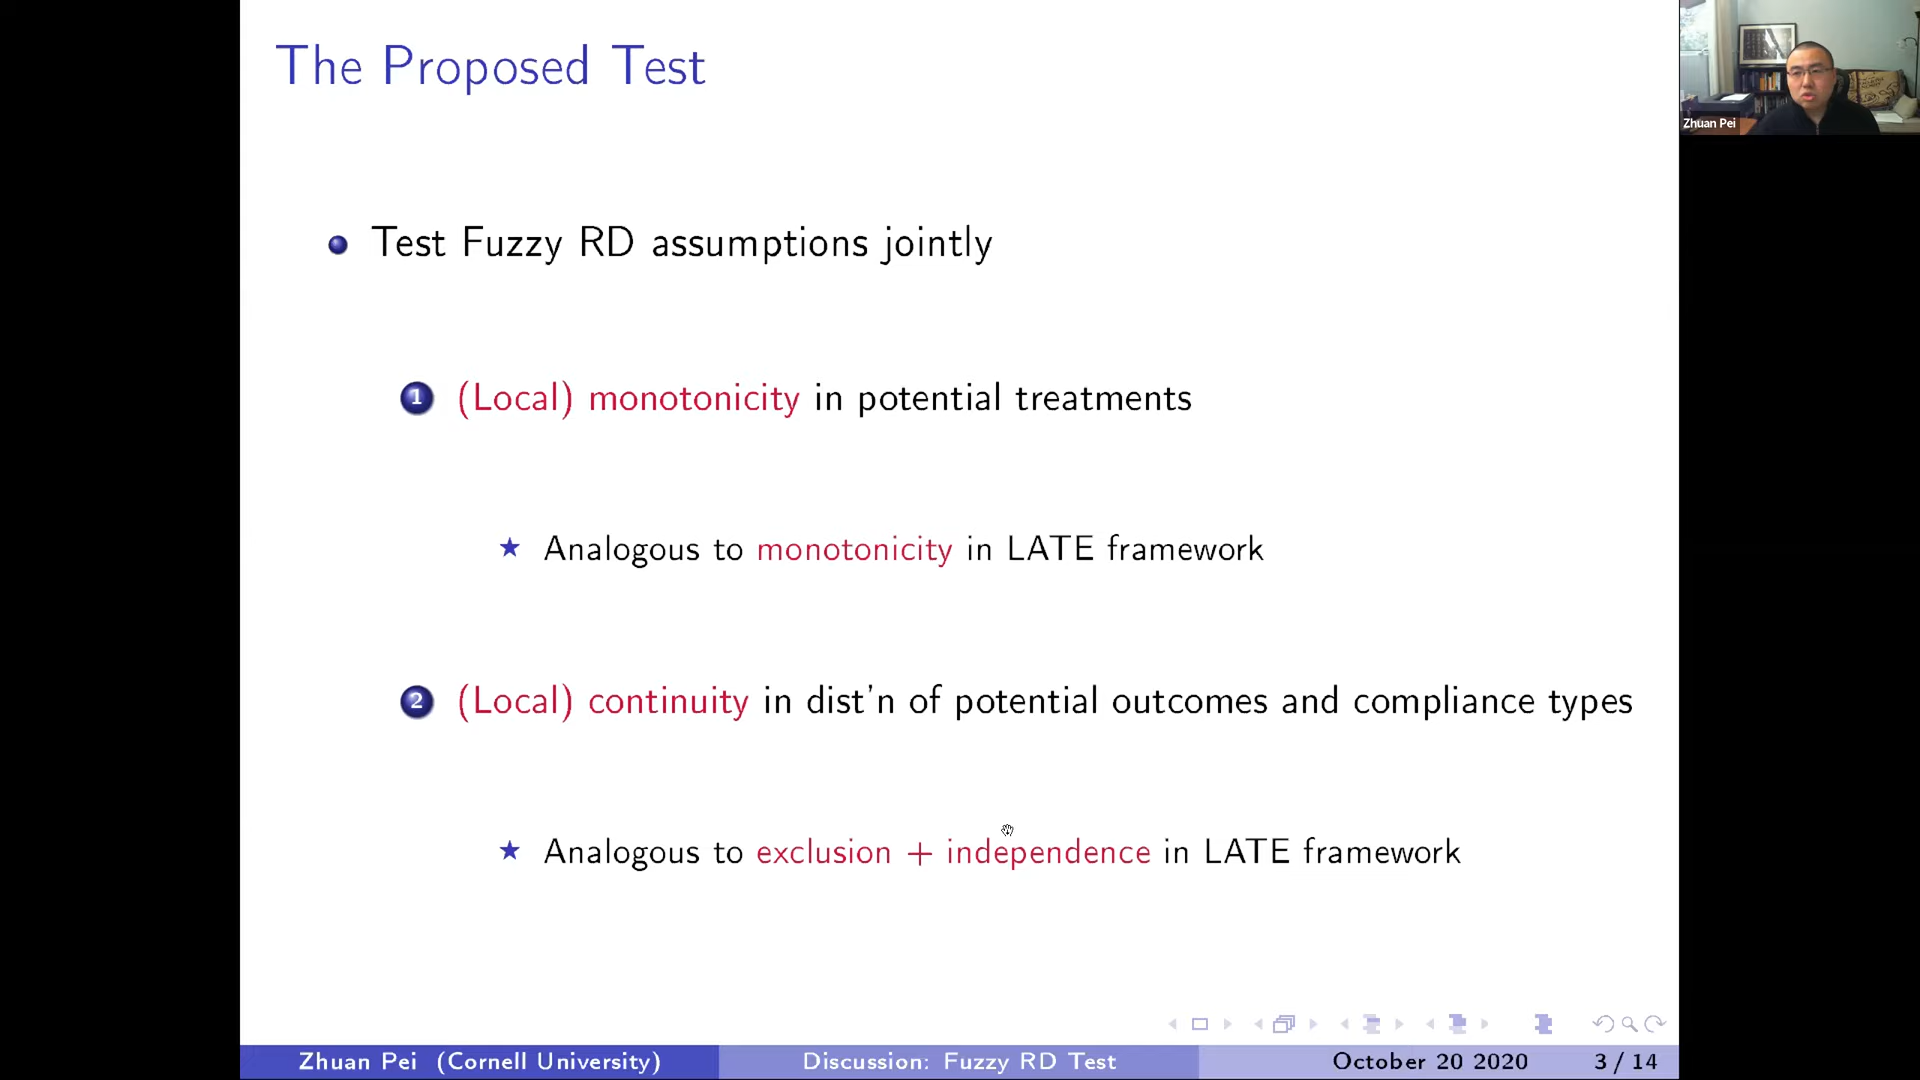 The Proposed Test
Zhuan Pei
Test Fuzzy RD assumptions jointly
1 (Local) monotonicity in potential treatments
★ Analogous to monotonicity in LATE framework
2 (Local) continuity in dist'n of potential outcomes and compliance types
★ Analogous to exclusion + independence in LATE framework
Zhuan Pei (Cornell University) Discussion: Fuzzy RD Test October 20 2020 3 / 14